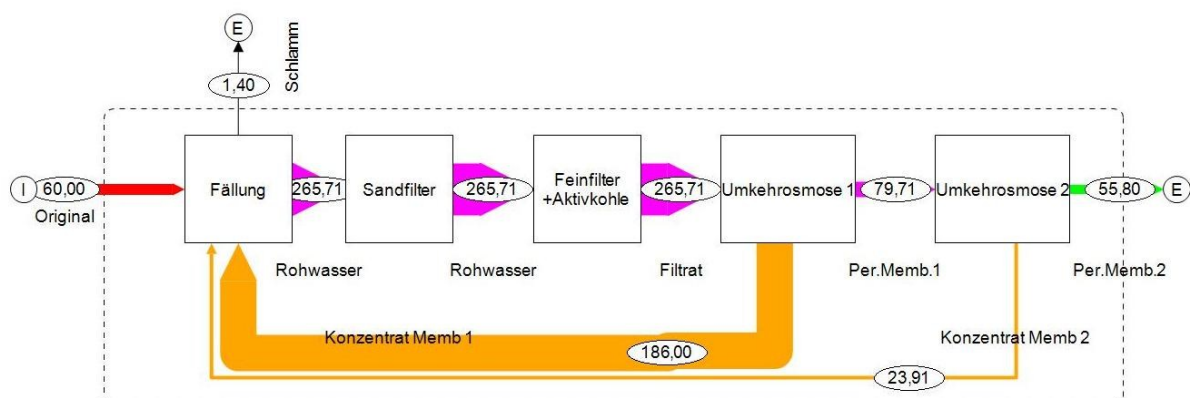 E
Schlamm
1,40
I
60,00
Original
Fällung
265,71
Rohwasser
Sandfilter
265,71
Rohwasser
Feinfilter
+Aktivkohle
265,71
Filtrat
Umkehrosmose 1
79,71
Per.Memb.1
Umkehrosmose 2
55,80
E
Per.Memb.2
Konzentrat Memb 1
186,00
Konzentrat Memb 2
23,91